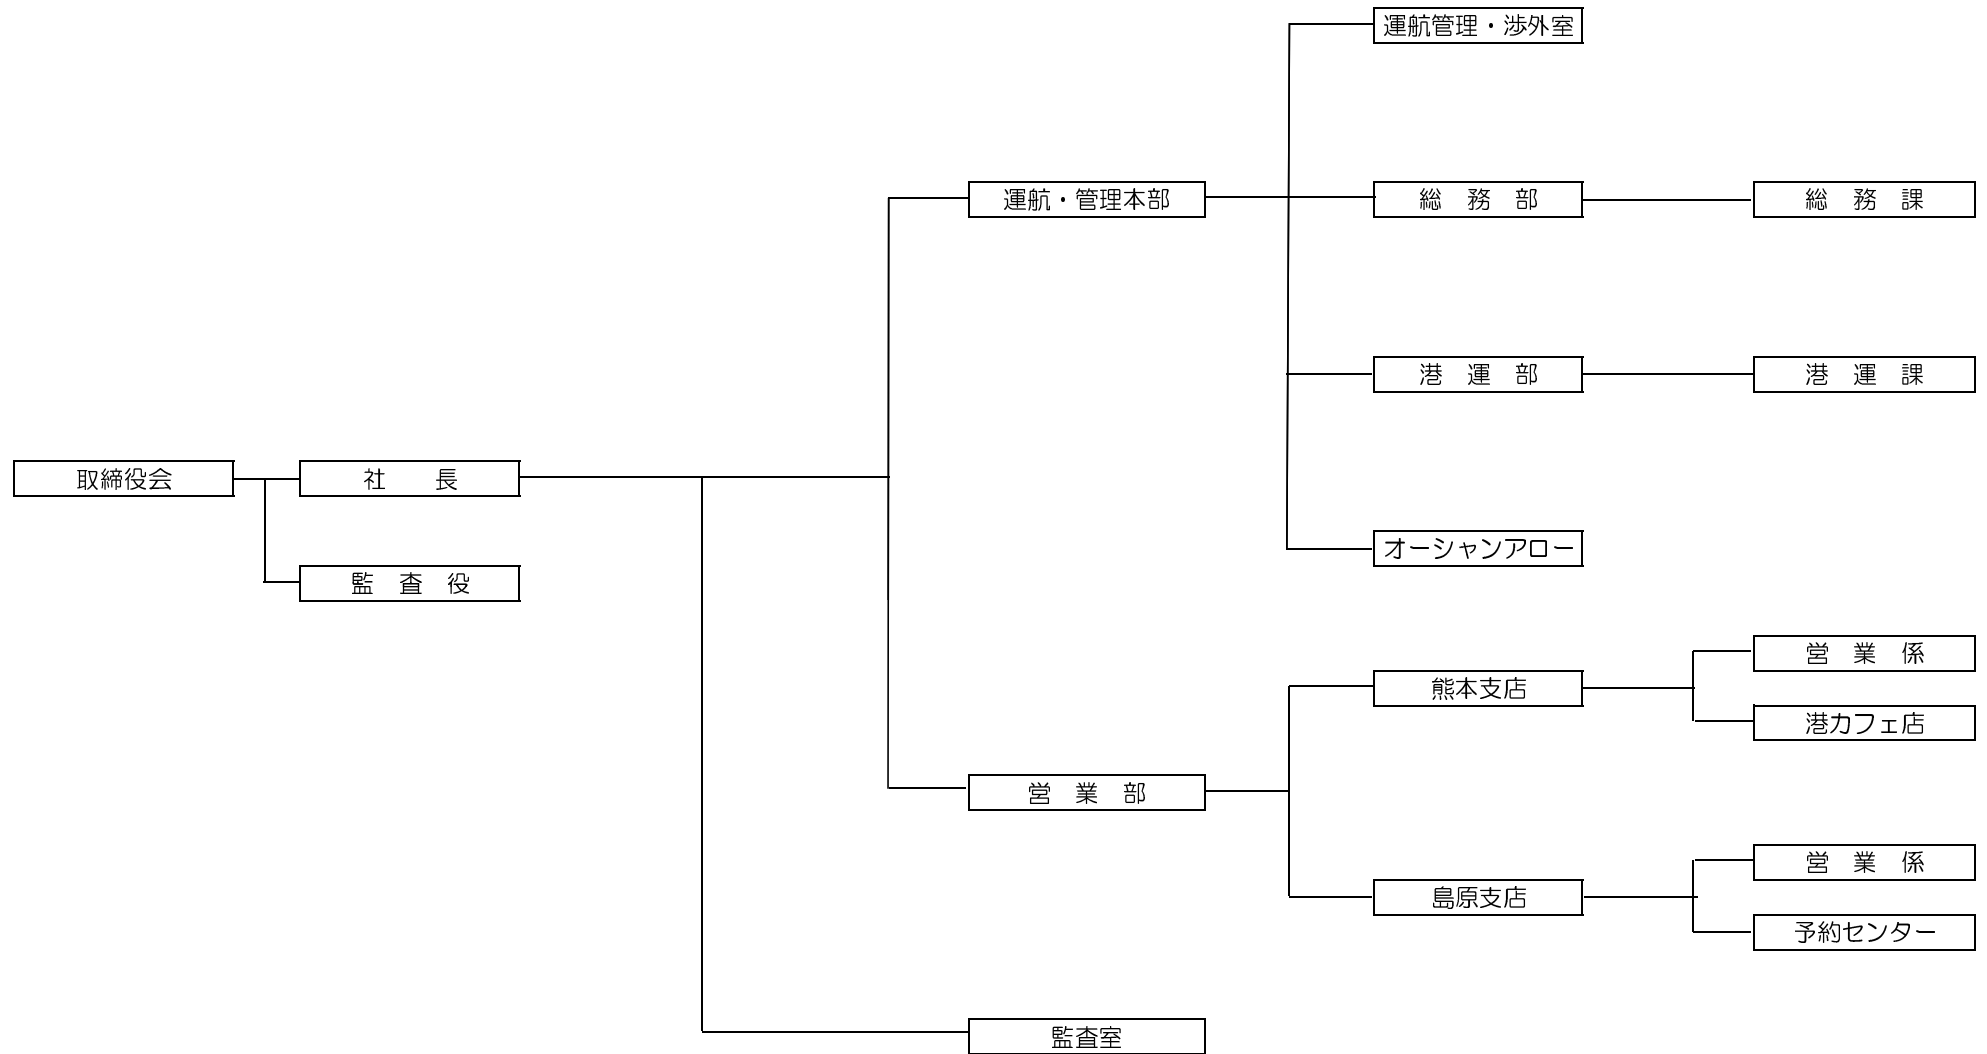 運航管理・渉外室
運航・管理本部
総　務　部
総　務　課
港　運　部
港　運　課
取締役会
社　　長
オーシャンアロー
監　査　役
営　業　係
熊本支店
港カフェ店
営　業　部
営　業　係
島原支店
予約センター
監査室